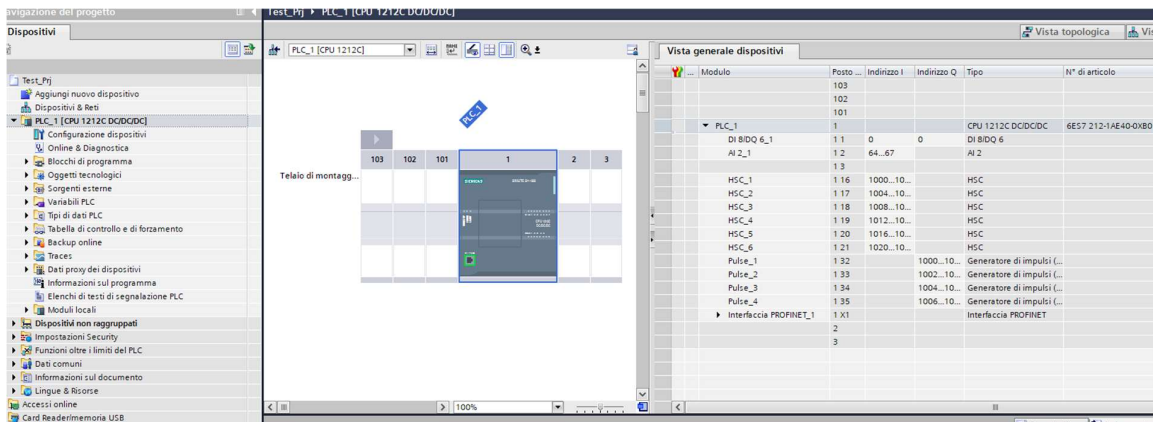 avigazione del progetto
Test_Prj ▸ PLC_1 [CPU 1212C DC/DC/DC]
Dispositivi
Vista topologica
PLC_1 [CPU 1212C]
Vista generale dispositivi
Test_Prj
Aggiungi nuovo dispositivo
Dispositivi & Reti
PLC_1 [CPU 1212C DC/DC/DC]
Configurazione dispositivi
Online & Diagnostica
Blocchi di programma
Oggetti tecnologici
Sorgenti esterne
Variabili PLC
Tipi di dati PLC
Tabella di controllo e di forzamento
Backup online
Traces
Dati proxy dei dispositivi
Informazioni sul programma
Elenchi di testi di segnalazione PLC
Moduli locali
Dispositivi non raggruppati
Impostazioni Security
Funzioni oltre i limiti del PLC
Dati comuni
Informazioni sul documento
Lingue & Risorse
Accessi online
Card Reader/memoria USB
PLC_1
103 102 101 1 2 3
Telaio di montagg...
SIEMENS
100%
... Modulo Posto ... Indirizzo I Indirizzo Q Tipo N° di articolo
103
102
101
PLC_1 1 CPU 1212C DC/DC/DC 6ES7 212-1AE40-0XB0
DI 8/DQ 6_1 1 1 0 0 DI 8/DQ 6
AI 2_1 1 2 64...67 AI 2
1 3
HSC_1 1 16 1000...10... HSC
HSC_2 1 17 1004...10... HSC
HSC_3 1 18 1008...10... HSC
HSC_4 1 19 1012...10... HSC
HSC_5 1 20 1016...10... HSC
HSC_6 1 21 1020...10... HSC
Pulse_1 1 32 1000...10... Generatore di impulsi (...
Pulse_2 1 33 1002...10... Generatore di impulsi (...
Pulse_3 1 34 1004...10... Generatore di impulsi (...
Pulse_4 1 35 1006...10... Generatore di impulsi (...
Interfaccia PROFINET_1 1 X1 Interfaccia PROFINET
2
3